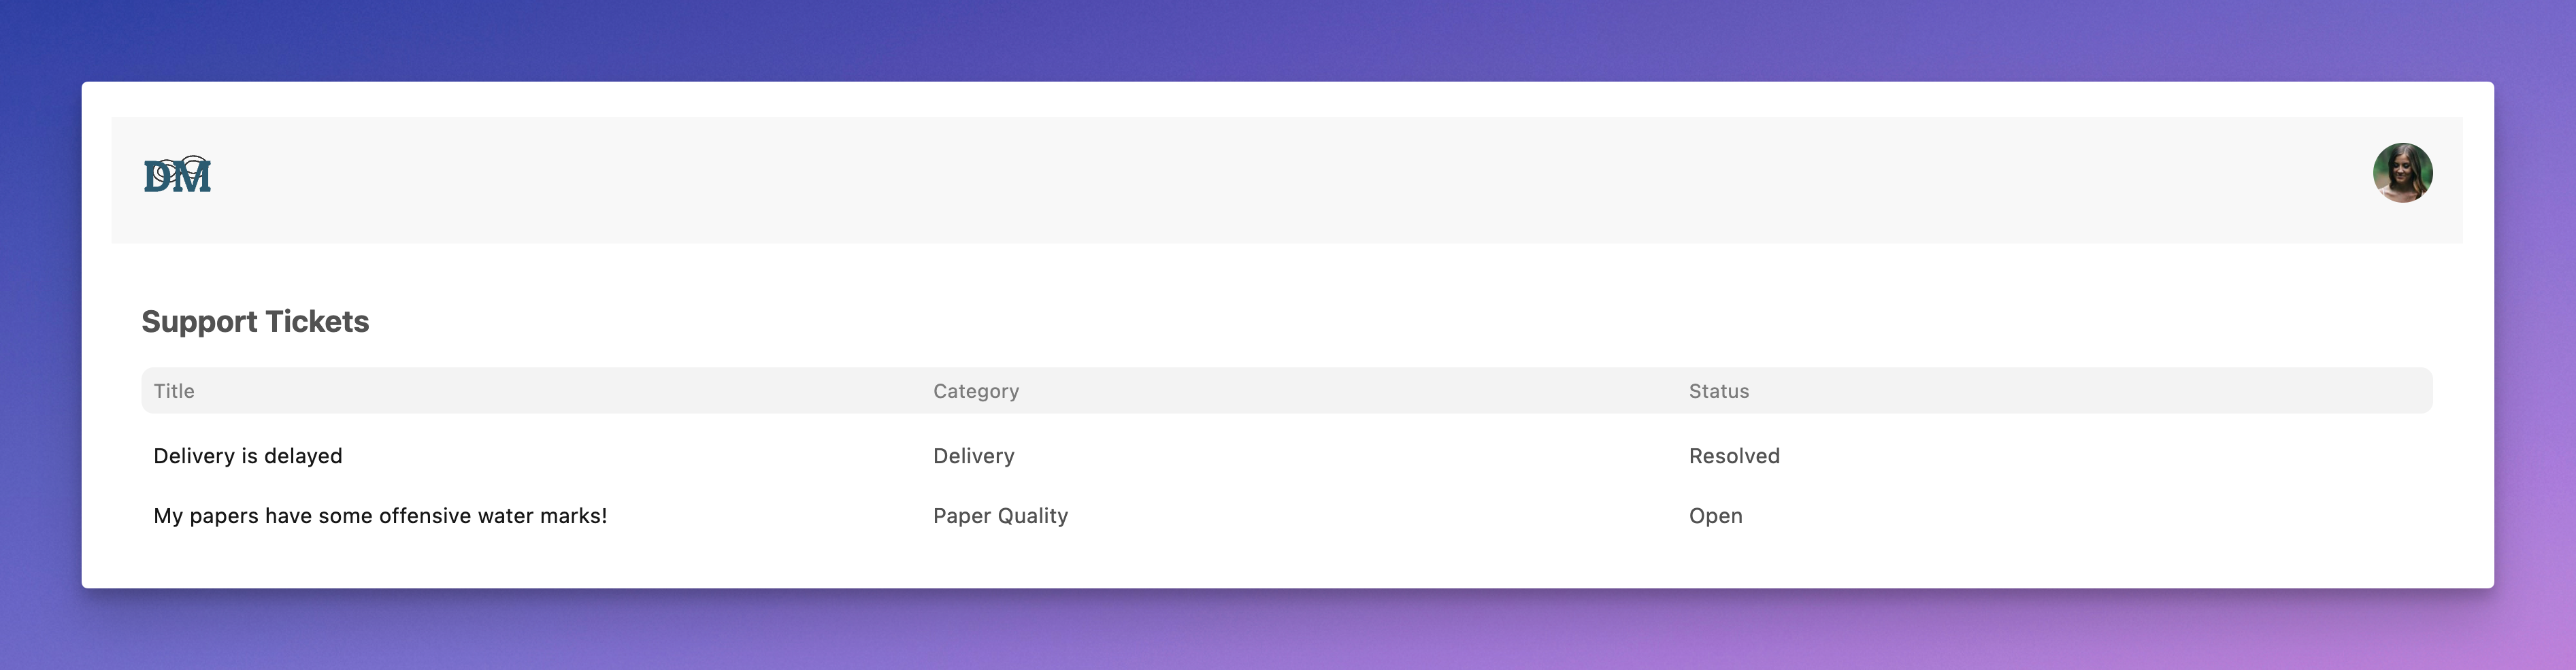 DM
Support Tickets
Title Category Status
Delivery is delayed Delivery Resolved
My papers have some offensive water marks! Paper Quality Open